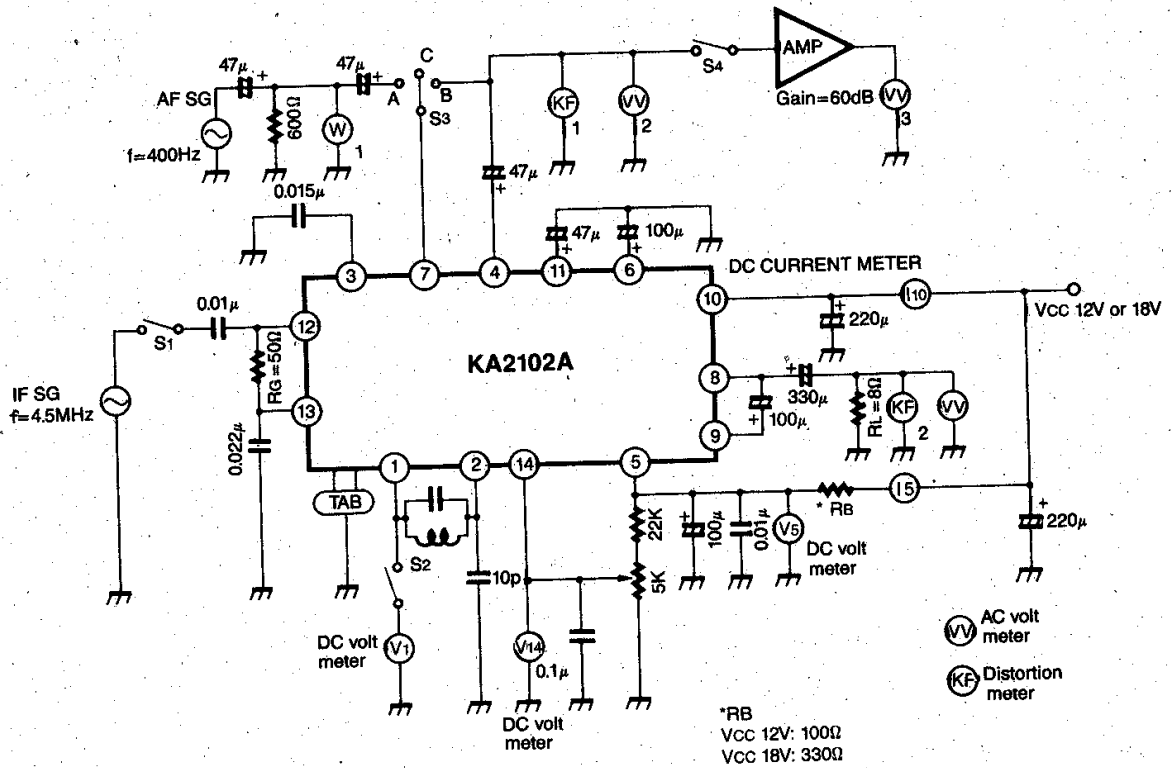 47μ +
47μ +
C
A
B
S3
S4
AMP
AF SG
f=400Hz
600Ω
W
1
KF
1
VV
2
Gain=60dB
VV
3
47μ
+
0.015μ
47μ
+
100μ
+
3
7
4
11
6
DC CURRENT METER
10
I10
VCC 12V or 18V
+
220μ
0.01μ
S1
12
RG=50Ω
KA2102A
IF SG
f=4.5MHz
13
0.022μ
8
+
330μ
+
100μ
RL=8Ω
KF
2
VV
9
TAB
1
2
14
5
* RB
I5
S2
22K
+
100μ
0.01μ
V5
DC volt
meter
+
220μ
10p
5K
DC volt
meter
V1
V14
0.1μ
DC volt
meter
VV
AC volt
meter
KF
Distortion
meter
*RB
VCC 12V: 100Ω
VCC 18V: 330Ω